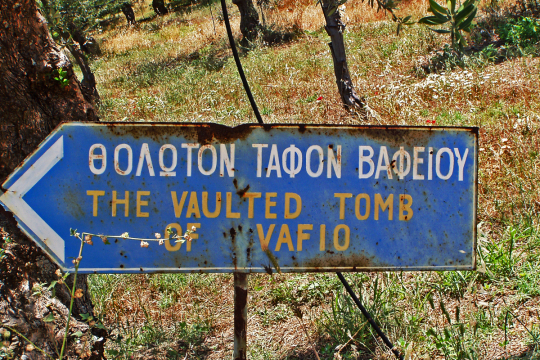 ΘΟΛΩΤΟΝ ΤΑΦΟΝ ΒΑΦΕΙΟΥ
THE VAULTED TOMB
OF VAFIO